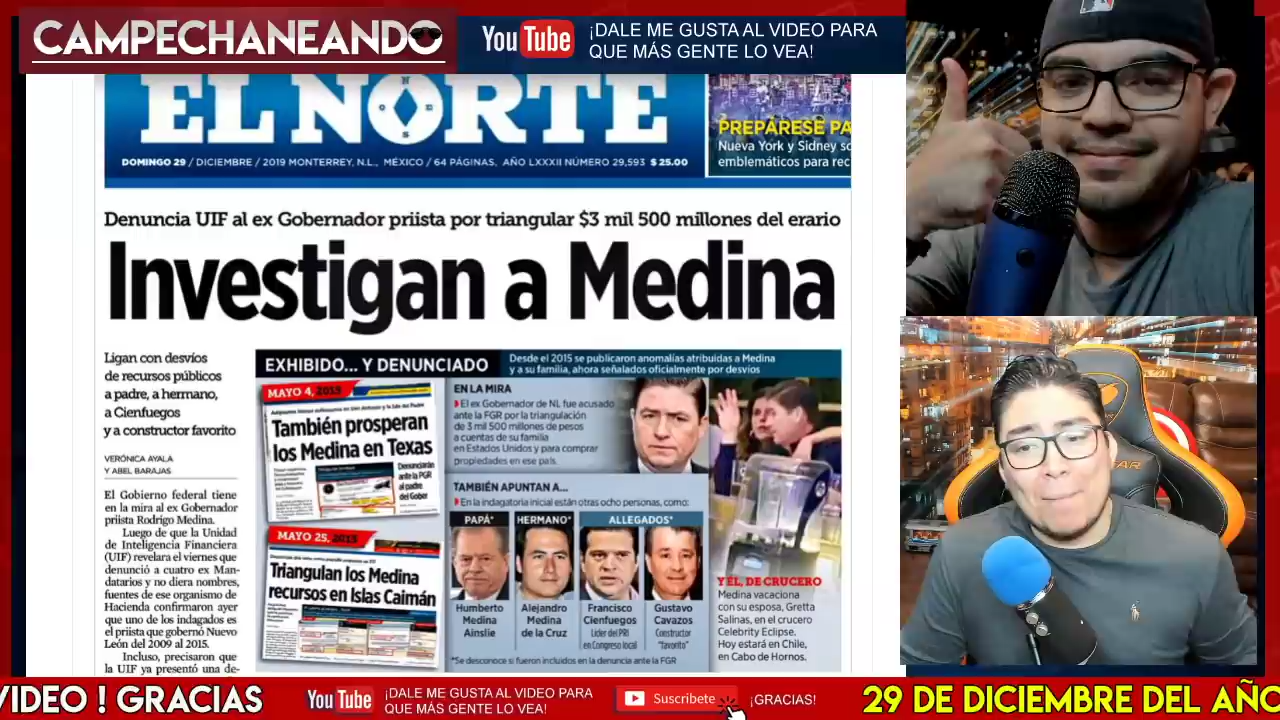 CAMPECHANEANDO
YouTube
¡DALE ME GUSTA AL VIDEO PARA
QUE MÁS GENTE LO VEA!
EL NORTE
DOMINGO 29 / DICIEMBRE / 2019 MONTERREY, N.L., MÉXICO / 64 PÁGINAS, AÑO LXXXII NÚMERO 29,593 $ 25.00
PREPÁRESE PA
Nueva York y Sidney so
emblemáticos para rec
Denuncia UIF al ex Gobernador priista por triangular $3 mil 500 millones del erario
Investigan a Medina
Ligan con desvíos
de recursos públicos
a padre, a hermano,
a Cienfuegos
y a constructor favorito
VERÓNICA AYALA
Y ABEL BARAJAS
El Gobierno federal tiene
en la mira al ex Gobernador
priista Rodrigo Medina.
Luego de que la Unidad
de Inteligencia Financiera
(UIF) revelara el viernes que
denunció a cuatro ex Man-
datarios y no diera nombres,
fuentes de ese organismo de
Hacienda confirmaron ayer
que uno de los indagados es
el priista que gobernó Nuevo
León del 2009 al 2015.
Incluso, precisaron que
la UIF ya presentó una de-
EXHIBIDO... Y DENUNCIADO
Desde el 2015 se publicaron anomalías atribuidas a Medina
y a su familia, ahora señalados oficialmente por desvíos
MAYO 4, 2015
También prosperan
los Medina en Texas
Denunciarán
ante la PGR
al padre
del Gober
MAYO 25, 2015
Triangulan los Medina
recursos en Islas Caimán
EN LA MIRA
El ex Gobernador de NL fue acusado
ante la FGR por la triangulación
de 3 mil 500 millones de pesos
a cuentas de su familia
en Estados Unidos y para comprar
propiedades en ese país.
TAMBIÉN APUNTAN A...
En la indagatoria inicial están otras ocho personas, como:
PAPÁ*
HERMANO*
ALLEGADOS*
Humberto
Medina
Ainslie
Alejandro
Medina
de la Cruz
Francisco
Cienfuegos
Líder del PRI
en Congreso local
Gustavo
Cavazos
Constructor
"favorito"
*Se desconoce si fueron incluidos en la denuncia ante la FGR
Y ÉL, DE CRUCERO
Medina vacaciona
con su esposa, Gretta
Salinas, en el crucero
Celebrity Eclipse.
Hoy estará en Chile,
en Cabo de Hornos.
VIDEO ! GRACIAS
YouTube
¡DALE ME GUSTA AL VIDEO PARA
QUE MÁS GENTE LO VEA!
Suscríbete
¡GRACIAS!
29 DE DICIEMBRE DEL AÑO